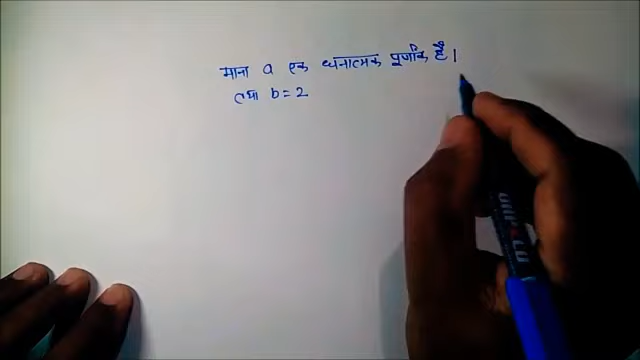 माना a एक धनात्मक पूर्णांक है।
तथा b = 2